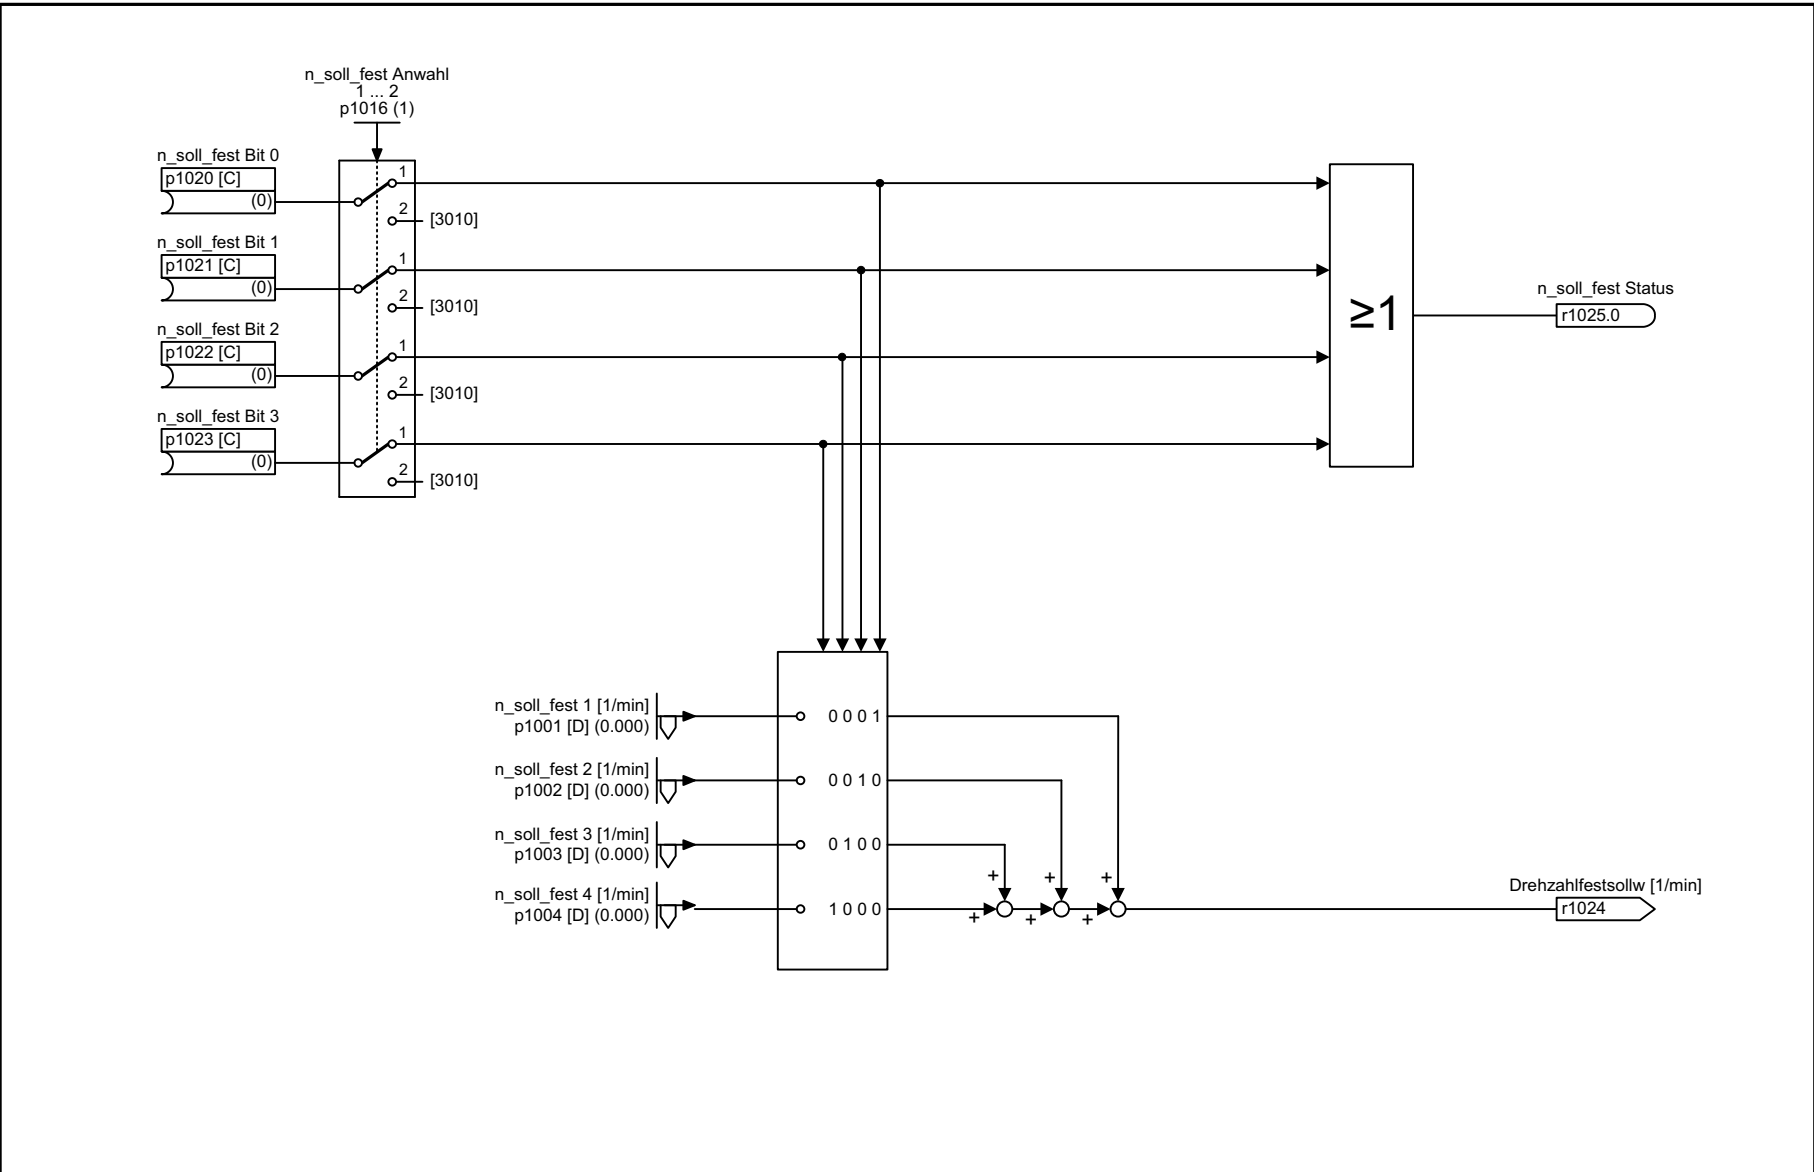 n_soll_fest Anwahl
1 ... 2
p1016 (1)
n_soll_fest Bit 0
p1020 [C]
(0)
1
2
[3010]
n_soll_fest Bit 1
p1021 [C]
(0)
1
2
[3010]
n_soll_fest Bit 2
p1022 [C]
(0)
1
2
[3010]
n_soll_fest Bit 3
p1023 [C]
(0)
1
2
[3010]
≥1
n_soll_fest Status
r1025.0
n_soll_fest 1 [1/min]
p1001 [D] (0.000)
0 0 0 1
n_soll_fest 2 [1/min]
p1002 [D] (0.000)
0 0 1 0
n_soll_fest 3 [1/min]
p1003 [D] (0.000)
0 1 0 0
n_soll_fest 4 [1/min]
p1004 [D] (0.000)
1 0 0 0
+
+
+
+
+
+
Drehzahlfestsollw [1/min]
r1024